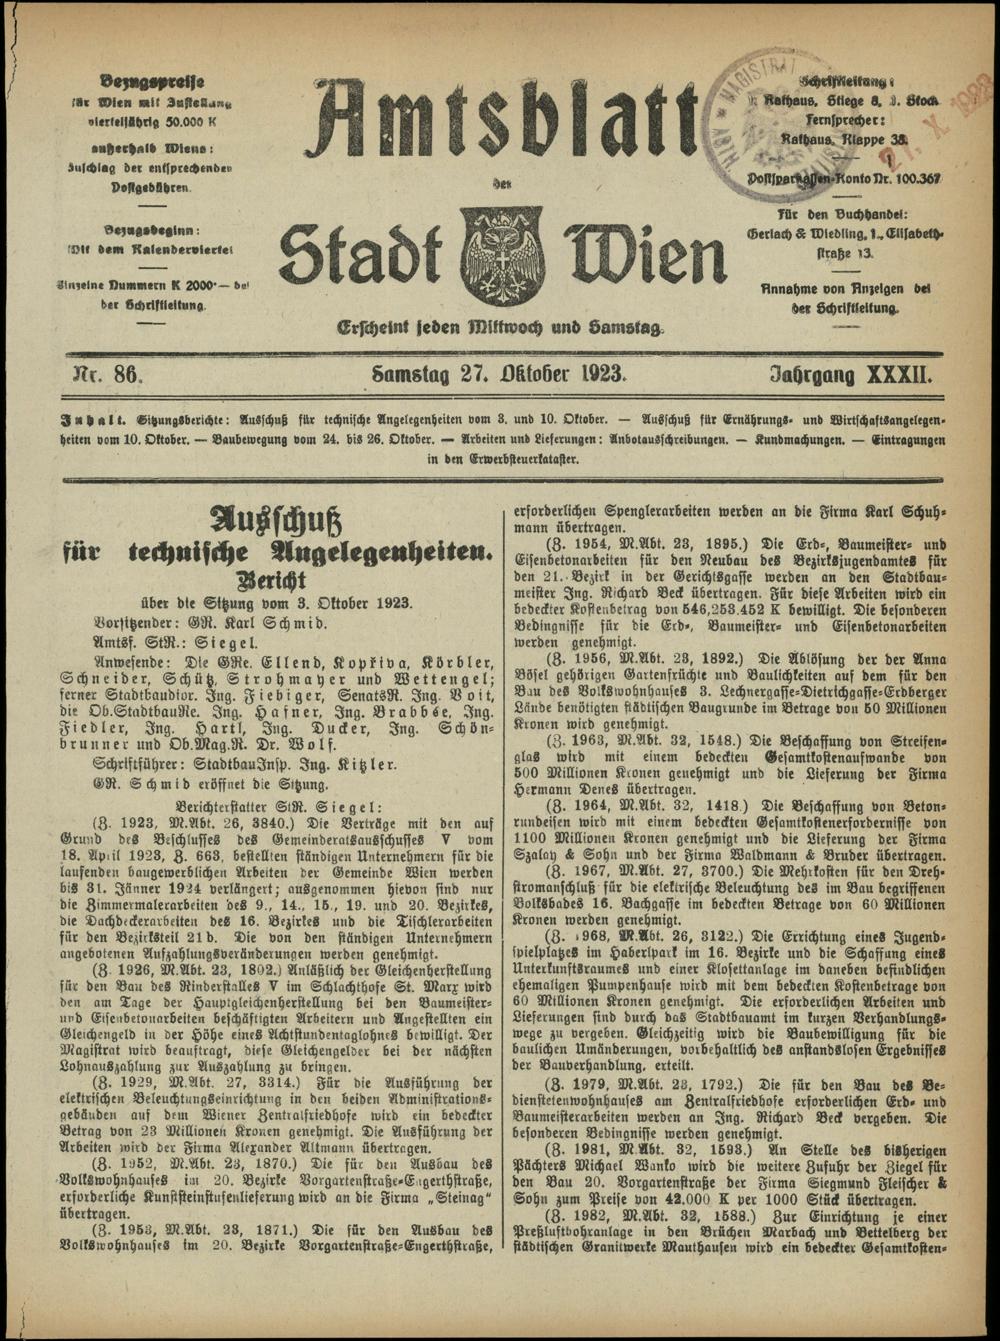 Bezugspreise
für Wien mit Zustellung
vierteljährig 50.000 K
außerhalb Wiens:
Zuschlag der entsprechenden
Postgebühren.
Bezugsbeginn:
Mit dem Kalenderviertel
Einzelne Nummern K 2000·— bei
der Schriftleitung.
Amtsblatt
der
Stadt Wien
Erscheint jeden Mittwoch und Samstag.
MAGISTRAT
WIEN
Schriftleitung:
Rathaus, Stiege 8, Stock
Fernsprecher:
Rathaus, Klappe 38.
Postsparkassen-Konto Nr. 100.367
Für den Buchhandel:
Gerlach & Wiedling, 1., Elisabeth-
straße 13.
Annahme von Anzeigen bei
der Schriftleitung.
Nr. 86.
Samstag 27. Oktober 1923.
Jahrgang XXXII.
Inhalt. Sitzungsberichte: Ausschuß für technische Angelegenheiten vom 3. und 10. Oktober. — Ausschuß für Ernährungs- und Wirtschaftsangelegen-
heiten vom 10. Oktober. — Baubewegung vom 24. bis 26. Oktober. — Arbeiten und Lieferungen: Anbotausschreibungen. — Kundmachungen. — Eintragungen
in den Erwerbsteuerkataster.
Ausschuß
für technische Angelegenheiten.
Bericht
über die Sitzung vom 3. Oktober 1923.
Vorsitzender: GR. Karl Schmid.
Amtsf. StR.: Siegel.
Anwesende: Die GRe. Ellend, Kopřiva, Körbler,
Schneider, Schütz, Strohmayer und Wettengel;
ferner Stadtbaudior. Ing. Fiebiger, SenatsR. Ing. Voit,
die Ob.StadtbauRe. Ing. Hafner, Ing. Brabbée, Ing.
Fiedler, Ing. Hartl, Ing. Ducker, Ing. Schön-
brunner und Ob.Mag.R. Dr. Wolf.
Schriftführer: StadtbauInsp. Ing. Kitzler.
GR. Schmid eröffnet die Sitzung.
Berichterstatter StR. Siegel:
(Z. 1923, M.Abt. 26, 3840.) Die Verträge mit den auf
Grund des Beschlusses des Gemeinderatsausschusses V vom
18. April 1923, Z. 663, bestellten ständigen Unternehmern für die
laufenden baugewerblichen Arbeiten der Gemeinde Wien werden
bis 31. Jänner 1924 verlängert; ausgenommen hievon sind nur
die Zimmermalerarbeiten des 9., 14., 15., 19. und 20. Bezirkes,
die Dachdeckerarbeiten des 16. Bezirkes und die Tischlerarbeiten
für den Bezirksteil 21 b. Die von den ständigen Unternehmern
angebotenen Aufzahlungsveränderungen werden genehmigt.
(Z. 1926, M.Abt. 23, 1802.) Anläßlich der Gleichenherstellung
für den Bau des Rinderstalles V im Schlachthofe St. Marx wird
den am Tage der Hauptgleichenherstellung bei den Baumeister-
und Eisenbetonarbeiten beschäftigten Arbeitern und Angestellten ein
Gleichengeld in der Höhe eines Achtstundentaglohnes bewilligt. Der
Magistrat wird beauftragt, diese Gleichengelder bei der nächsten
Lohnauszahlung zur Auszahlung zu bringen.
(Z. 1929, M.Abt. 27, 3314.) Für die Ausführung der
elektrischen Beleuchtungseinrichtung in den beiden Administrations-
gebäuden auf dem Wiener Zentralfriedhofe wird ein bedeckter
Betrag von 23 Millionen Kronen genehmigt. Die Ausführung der
Arbeiten wird der Firma Alexander Altmann übertragen.
(Z. 1952, M.Abt. 23, 1870.) Die für den Ausbau des
Volkswohnhauses im 20. Bezirke Vorgartenstraße-Engerthstraße,
erforderliche Kunststeinstufenlieferung wird an die Firma „Steinag"
übertragen.
(Z. 1953, M.Abt. 23, 1871.) Die für den Ausbau des
Volkswohnhauses im 20. Bezirke Vorgartenstraße-Engerthstraße,
erforderlichen Spenglerarbeiten werden an die Firma Karl Schuh-
mann übertragen.
(Z. 1954, M.Abt. 23, 1895.) Die Erd-, Baumeister- und
Eisenbetonarbeiten für den Neubau des Bezirksjugendamtes für
den 21. Bezirk in der Gerichtsgasse werden an den Stadtbau-
meister Ing. Richard Beck übertragen. Für diese Arbeiten wird ein
bedeckter Kostenbetrag von 546,253.452 K bewilligt. Die besonderen
Bedingnisse für die Erd-, Baumeister- und Eisenbetonarbeiten
werden genehmigt.
(Z. 1956, M.Abt. 23, 1892.) Die Ablösung der der Anna
Bösel gehörigen Gartenfrüchte und Baulichkeiten auf dem für den
Bau des Volkswohnhauses 3. Lechnergasse-Dietrichgasse-Erdberger
Lände benötigten städtischen Baugrunde im Betrage von 50 Millionen
Kronen wird genehmigt.
(Z. 1963, M.Abt. 32, 1548.) Die Beschaffung von Streifen-
glas wird mit einem bedeckten Gesamtkostenaufwande von
500 Millionen Kronen genehmigt und die Lieferung der Firma
Hermann Denes übertragen.
(Z. 1964, M.Abt. 32, 1418.) Die Beschaffung von Beton-
rundeisen wird mit einem bedeckten Gesamtkostenerfordernisse von
1100 Millionen Kronen genehmigt und die Lieferung der Firma
Szalay & Sohn und der Firma Waldmann & Bruder übertragen.
(Z. 1967, M.Abt. 27, 3700.) Die Mehrkosten für den Dreh-
stromanschluß für die elektrische Beleuchtung des im Bau begriffenen
Volksbades 16. Bachgasse im bedeckten Betrage von 60 Millionen
Kronen werden genehmigt.
(Z. 1968, M.Abt. 26, 3122.) Die Errichtung eines Jugend-
spielplatzes im Haberlpark im 16. Bezirke und die Schaffung eines
Unterkunftsraumes und einer Klosettanlage im daneben befindlichen
ehemaligen Pumpenhause wird mit dem bedeckten Kostenbetrage von
60 Millionen Kronen genehmigt. Die erforderlichen Arbeiten und
Lieferungen sind durch das Stadtbauamt im kurzen Verhandlungs-
wege zu vergeben. Gleichzeitig wird die Baubewilligung für die
baulichen Umänderungen, vorbehaltlich des anstandslosen Ergebnisses
der Bauverhandlung, erteilt.
(Z. 1979, M.Abt. 23, 1792.) Die für den Bau des Be-
dienstetenwohnhauses am Zentralfriedhofe erforderlichen Erd- und
Baumeisterarbeiten werden an Ing. Richard Beck vergeben. Die
besonderen Bedingnisse werden genehmigt.
(Z. 1981, M.Abt. 32, 1593.) An Stelle des bisherigen
Pächters Michael Wanko wird die weitere Zufuhr der Ziegel für
den Bau 20. Vorgartenstraße der Firma Siegmund Fleischer &
Sohn zum Preise von 42.000 K per 1000 Stück übertragen.
(Z. 1982, M.Abt. 32, 1588.) Zur Einrichtung je einer
Preßluftbohranlage in den Brüchen Marbach und Bettelberg der
städtischen Granitwerke Mauthausen wird ein bedeckter Gesamtkosten-